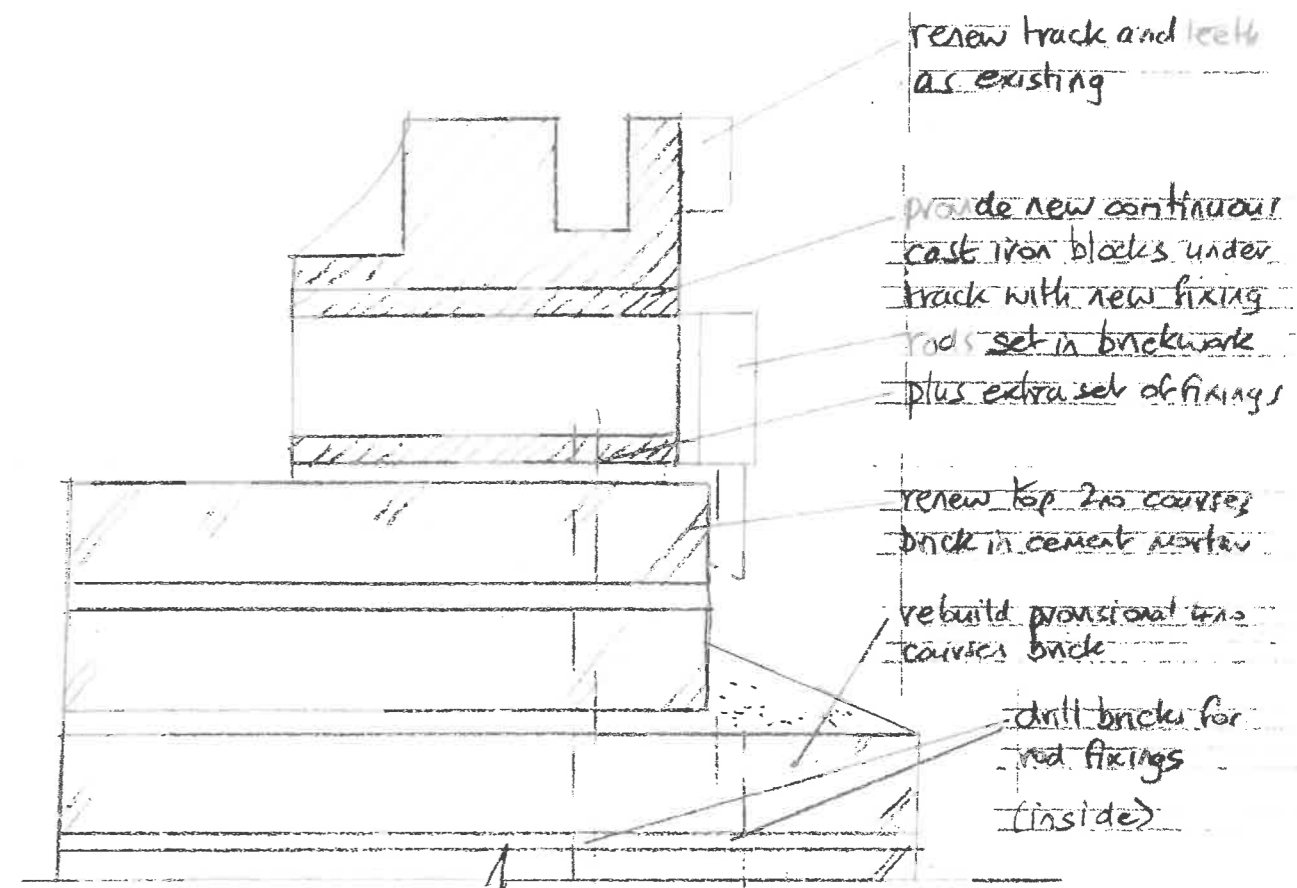 renew track and teeth
as existing
provide new continuous
cast iron blocks under
track with new fixing
rods set in brickwork
plus extra set of fixings
renew top 2no courses
brick in cement mortar
rebuild provisional 4no
courses brick
drill bricks for
rod fixings
(inside)